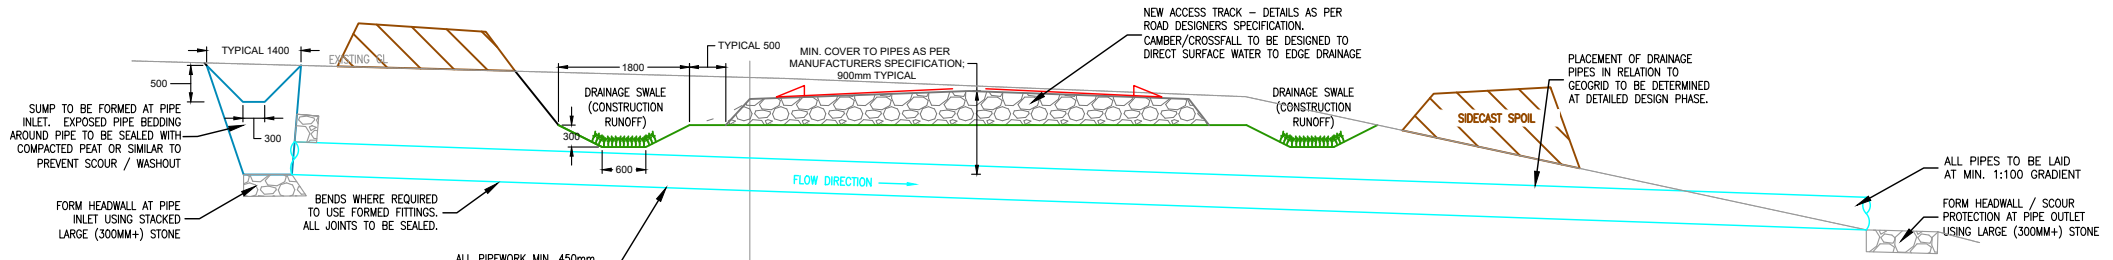 TYPICAL 1400
EXISTING GL
500
SUMP TO BE FORMED AT PIPE
INLET.  EXPOSED PIPE BEDDING
AROUND PIPE TO BE SEALED WITH
COMPACTED PEAT OR SIMILAR TO
PREVENT SCOUR / WASHOUT
300
FORM HEADWALL AT PIPE
INLET USING STACKED
LARGE (300MM+) STONE
BENDS WHERE REQUIRED
TO USE FORMED FITTINGS.
ALL JOINTS TO BE SEALED.
ALL PIPEWORK MIN. 450mm
1800
TYPICAL 500
DRAINAGE SWALE
(CONSTRUCTION
RUNOFF)
300
600
MIN. COVER TO PIPES AS PER
MANUFACTURERS SPECIFICATION;
900mm TYPICAL
FLOW DIRECTION
NEW ACCESS TRACK – DETAILS AS PER
ROAD DESIGNERS SPECIFICATION.
CAMBER/CROSSFALL TO BE DESIGNED TO
DIRECT SURFACE WATER TO EDGE DRAINAGE
DRAINAGE SWALE
(CONSTRUCTION
RUNOFF)
SIDECAST SPOIL
PLACEMENT OF DRAINAGE
PIPES IN RELATION TO
GEOGRID TO BE DETERMINED
AT DETAILED DESIGN PHASE.
ALL PIPES TO BE LAID
AT MIN. 1:100 GRADIENT
FORM HEADWALL / SCOUR
PROTECTION AT PIPE OUTLET
USING LARGE (300MM+) STONE